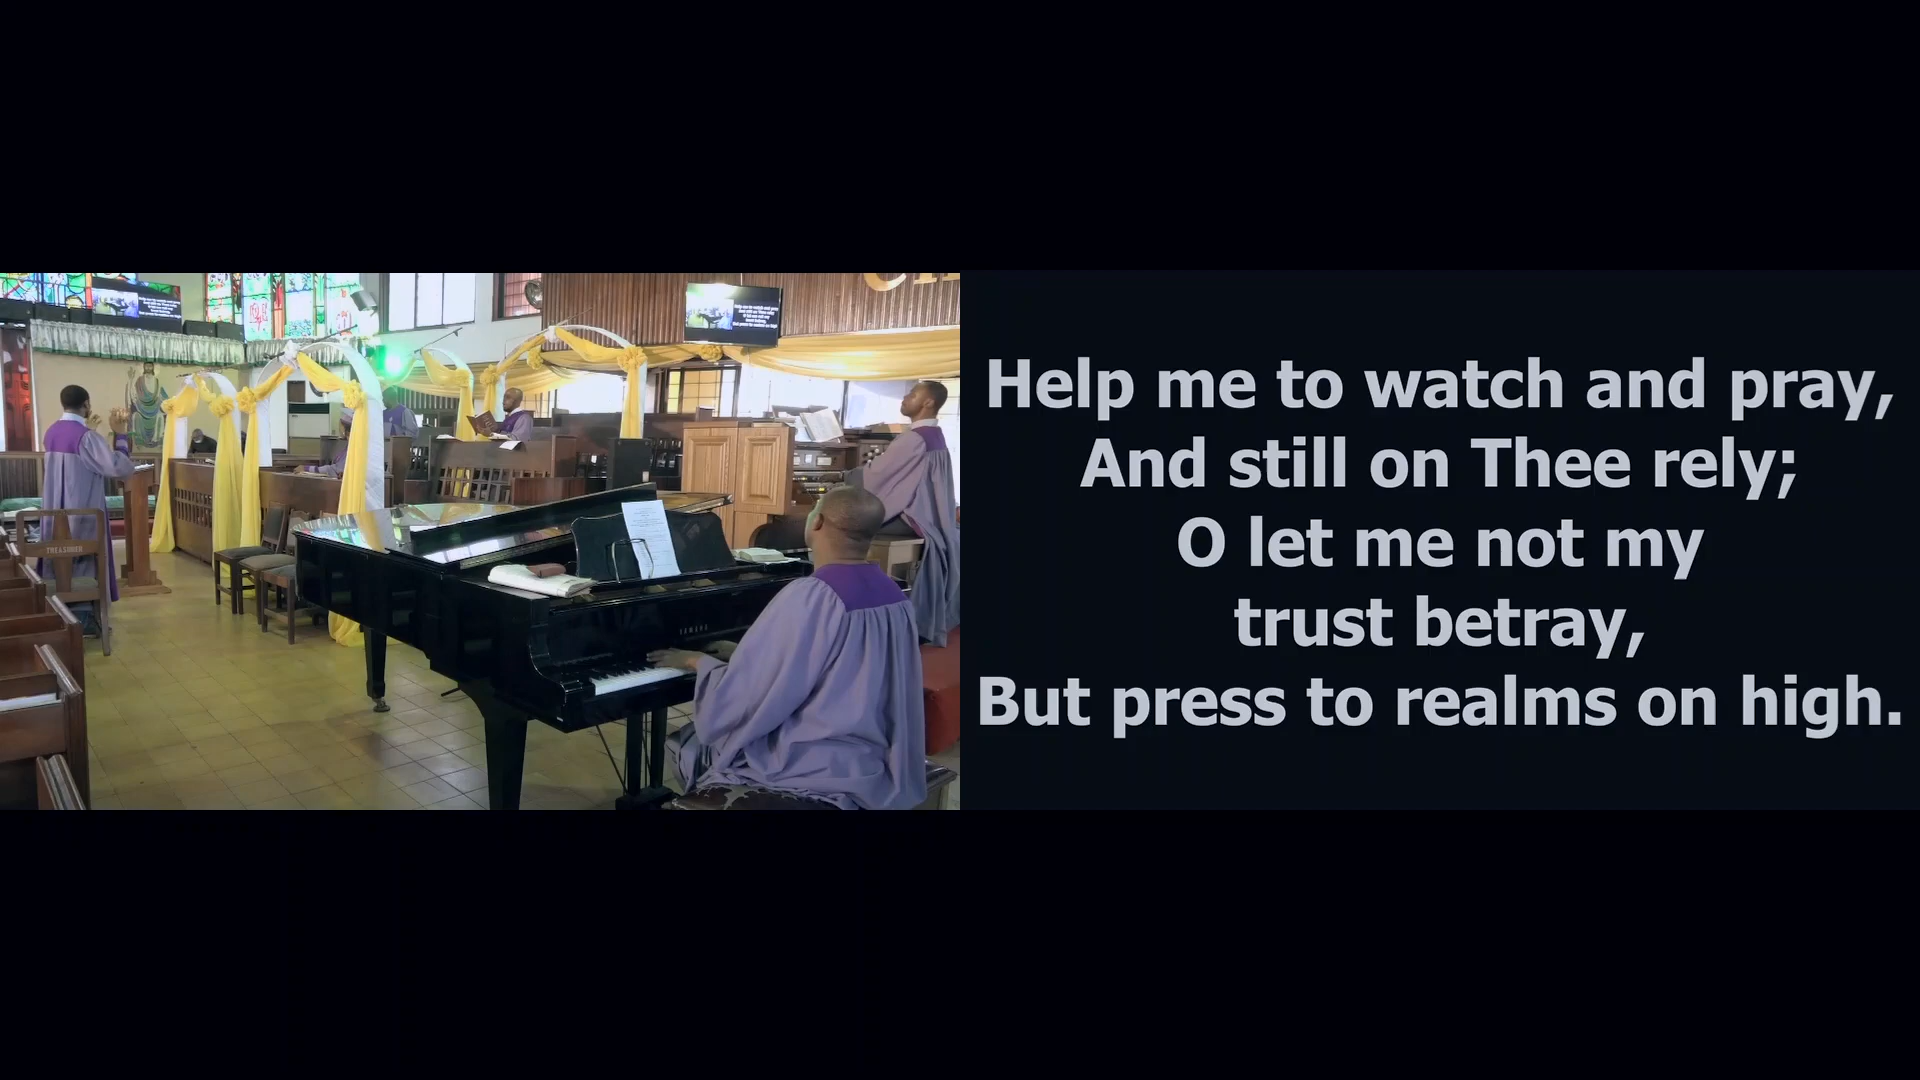 Help me to watch and pray,
And still on Thee rely;
O let me not my
trust betray,
But press to realms on high.
TREASURER
YAMAHA